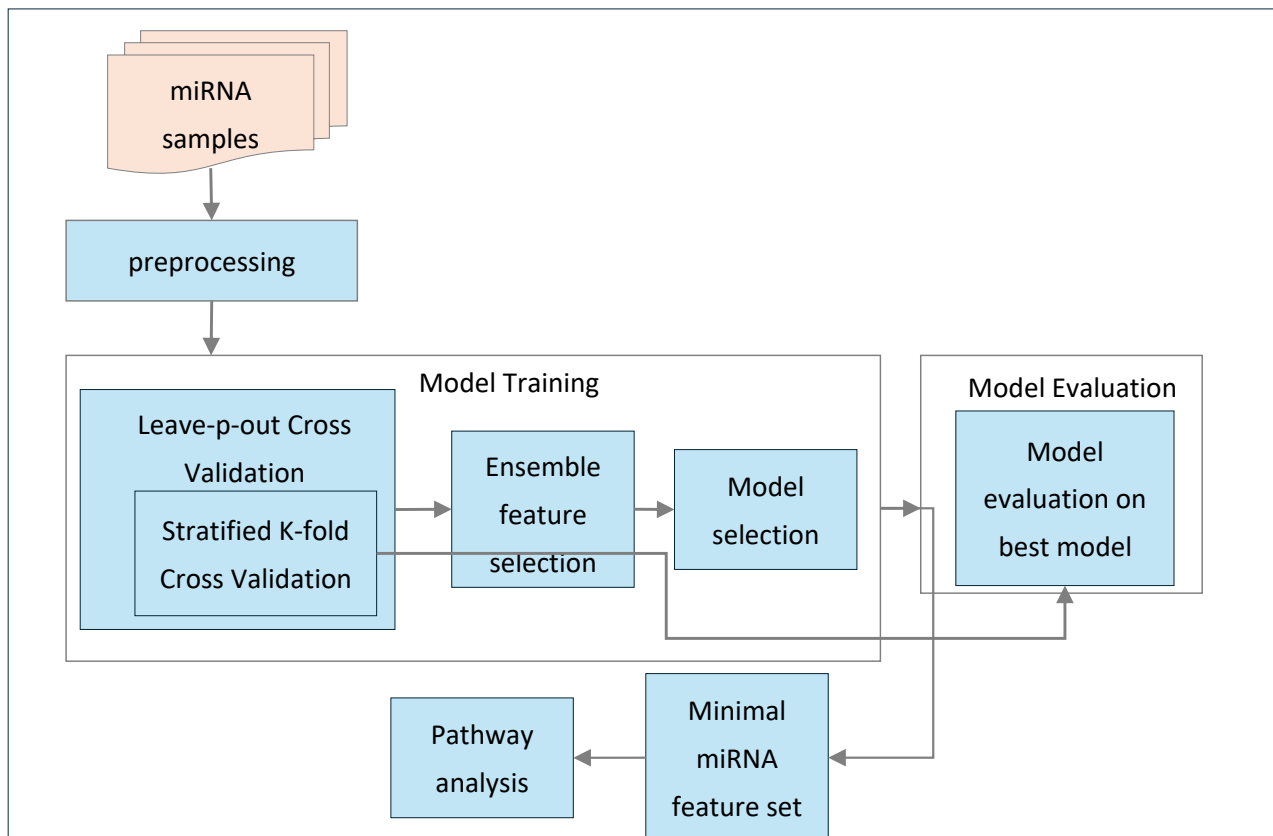 miRNA
samples
preprocessing
Model Training
Leave-p-out Cross
Validation
Stratified K-fold
Cross Validation
Ensemble
feature
selection
Model
selection
Model Evaluation
Model
evaluation on
best model
Pathway
analysis
Minimal
miRNA
feature set